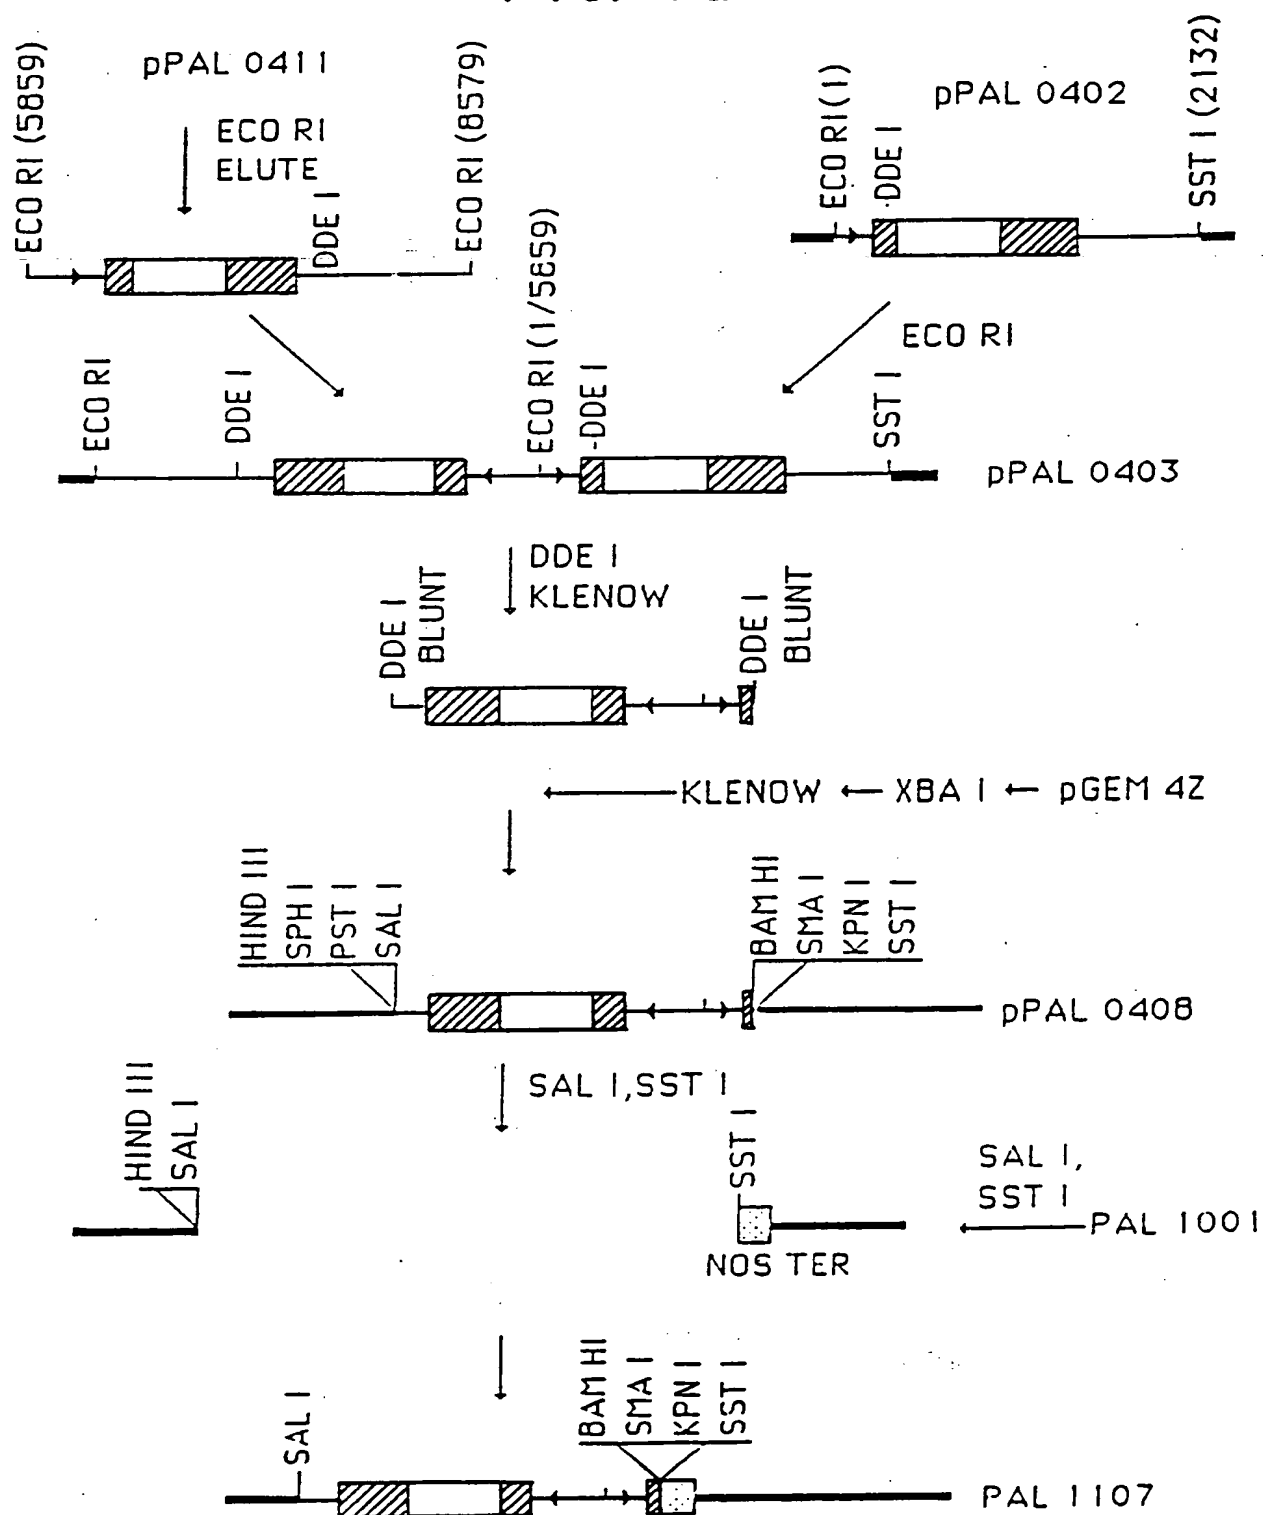 pPAL 0411
ECO RI (5859)
ECO RI
ELUTE
DDE I
ECO RI (8579)
pPAL 0402
ECO RI (1)
DDE I
SST I (2132)
ECO RI
ECO RI
DDE I
ECO RI (1/5859)
DDE I
SST I
pPAL 0403
DDE I
KLENOW
DDE I
BLUNT
DDE I
BLUNT
KLENOW ← XBA I ← pGEM 4Z
HIND III
SPH I
PST I
SAL I
BAM HI
SMA I
KPN I
SST I
pPAL 0408
SAL I, SST I
HIND III
SAL I
SST I
NOS TER
SAL I,
SST I
PAL 1001
SAL I
BAM HI
SMA I
KPN I
SST I
PAL 1107